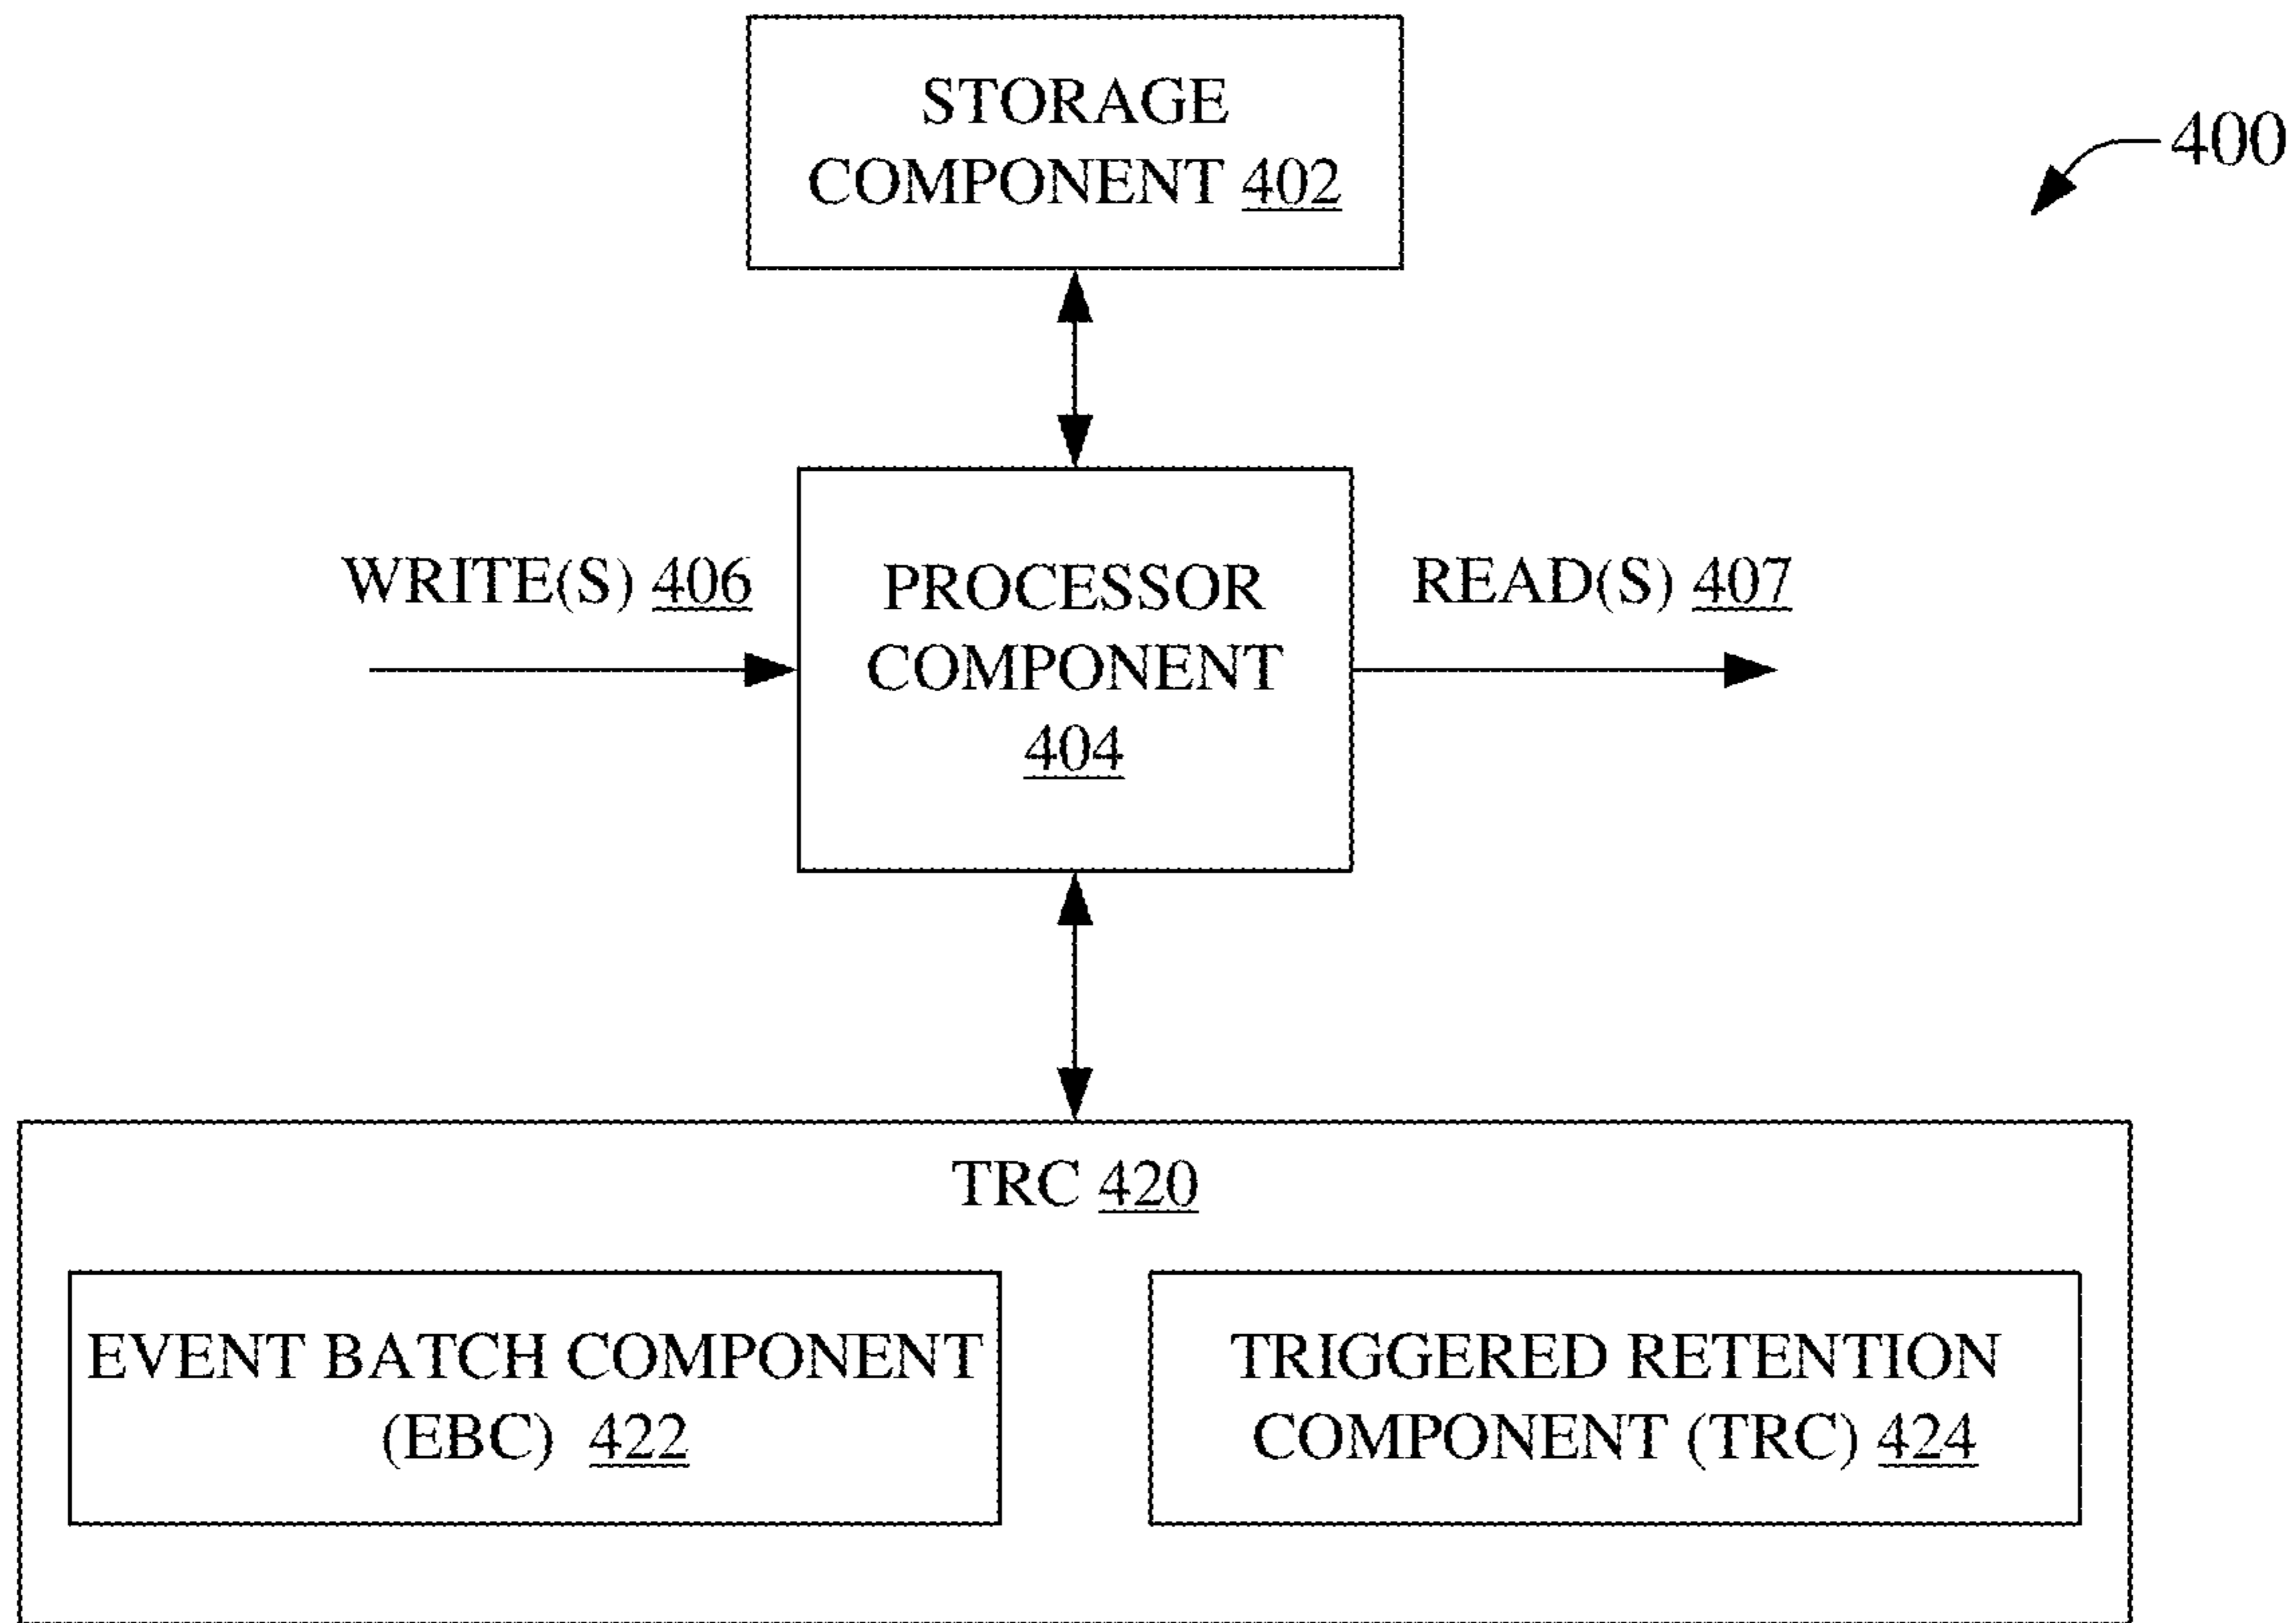 STORAGE
COMPONENT 402
400
WRITE(S) 406
PROCESSOR
COMPONENT
404
READ(S) 407
TRC 420
EVENT BATCH COMPONENT
(EBC) 422
TRIGGERED RETENTION
COMPONENT (TRC) 424